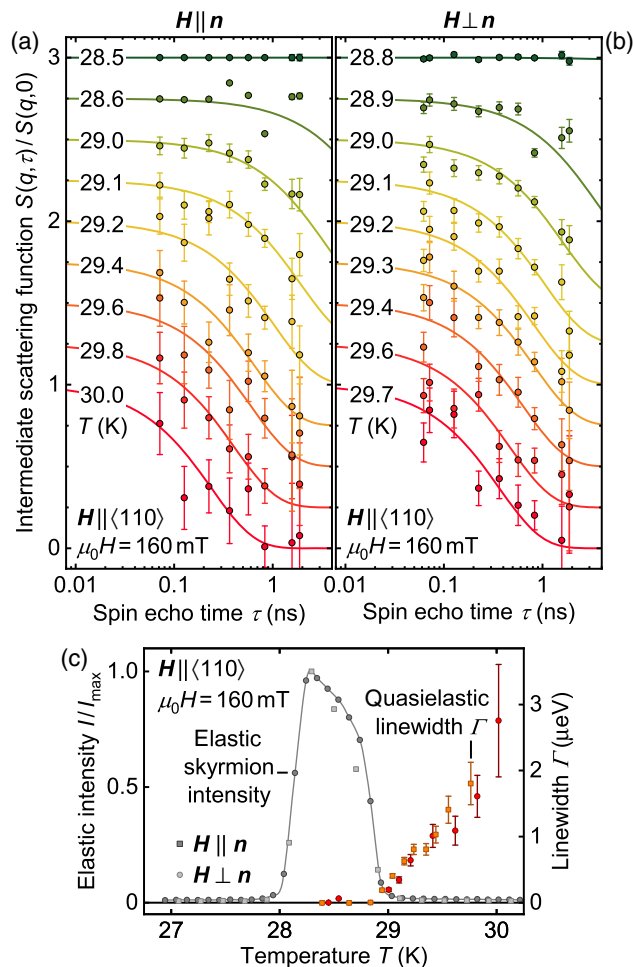 H∥n
H⊥n
(a)
(b)
Intermediate scattering function S(q,τ)/S(q,0)
3
2
1
0
28.5
28.6
29.0
29.1
29.2
29.4
29.6
29.8
30.0
T (K)
H∥⟨110⟩
μ₀H = 160 mT
0.01
0.1
1
Spin echo time τ (ns)
28.8
28.9
29.0
29.1
29.2
29.3
29.4
29.6
29.7
T (K)
H∥⟨110⟩
μ₀H = 160 mT
0.01
0.1
1
Spin echo time τ (ns)
(c)
Elastic intensity I/Imax
1.0
0.5
0
H∥⟨110⟩
μ₀H = 160 mT
Elastic
skyrmion
intensity
H∥n
H⊥n
Quasielastic
linewidth Γ
Linewidth Γ (μeV)
3
2
1
0
27
28
29
30
Temperature T (K)